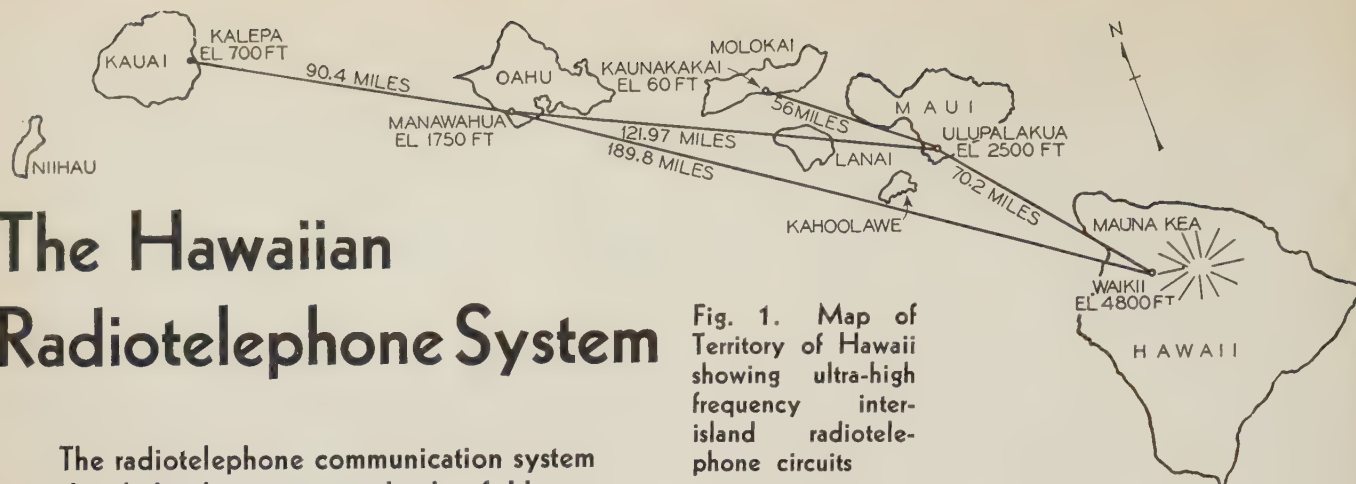 KAUAI
KALEPA
EL 700FT
90.4 MILES
NIIHAU
OAHU
MANAWAHUA
EL 1750 FT
MOLOKAI
KAUNAKAKAI
EL 60 FT
56 MILES
MAUI
121.97 MILES
189.8 MILES
LANAI
ULUPALAKUA
EL 2500 FT
KAHOOLAWE
70.2 MILES
N
MAUNA KEA
WAIKII
EL 4800 FT
HAWAII
The Hawaiian
Radiotelephone System
Fig. 1. Map of
Territory of Hawaii
showing ultra-high
frequency inter-
island radiotele-
phone circuits
The radiotelephone communication system